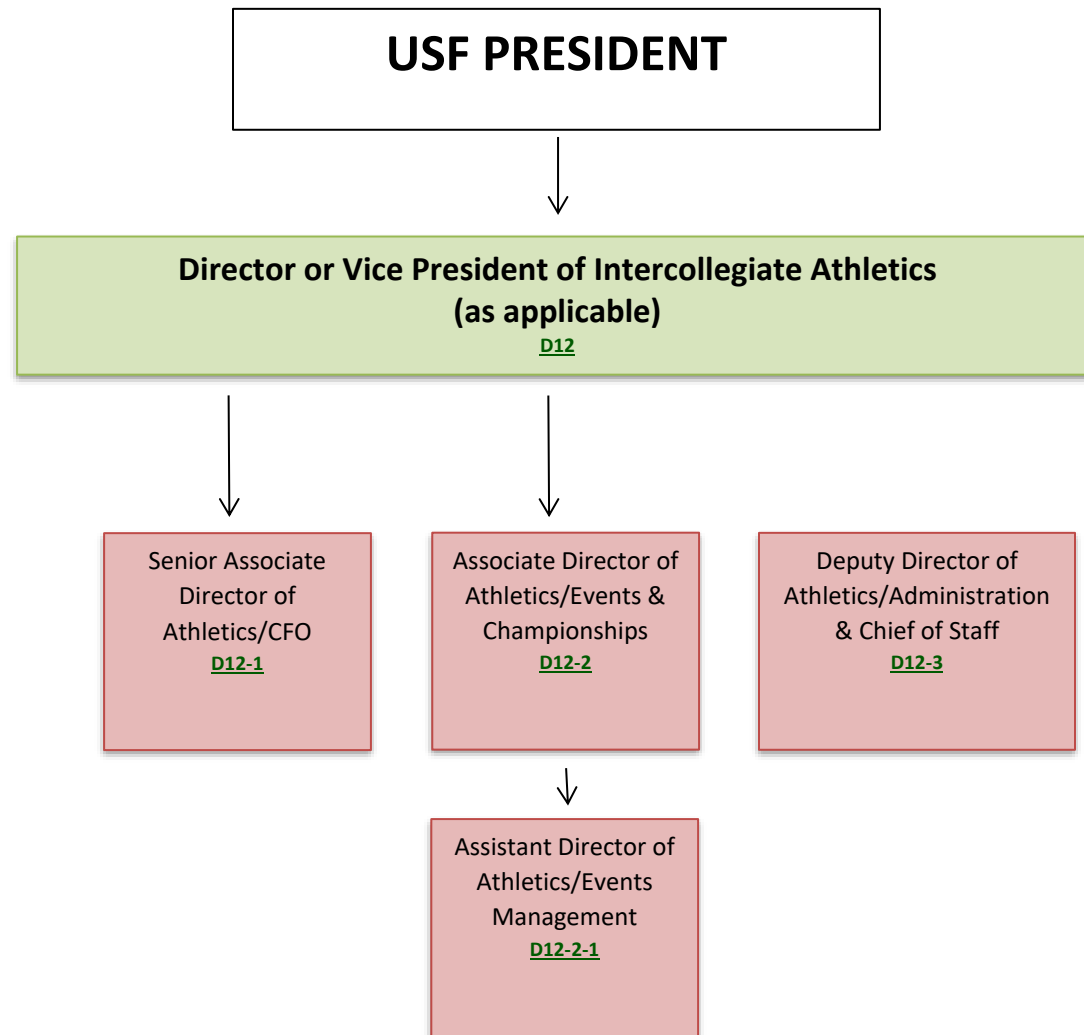 USF PRESIDENT
Director or Vice President of Intercollegiate Athletics
(as applicable)
D12
Senior Associate
Director of
Athletics/CFO
D12-1
Associate Director of
Athletics/Events &
Championships
D12-2
Deputy Director of
Athletics/Administration
& Chief of Staff
D12-3
Assistant Director of
Athletics/Events
Management
D12-2-1